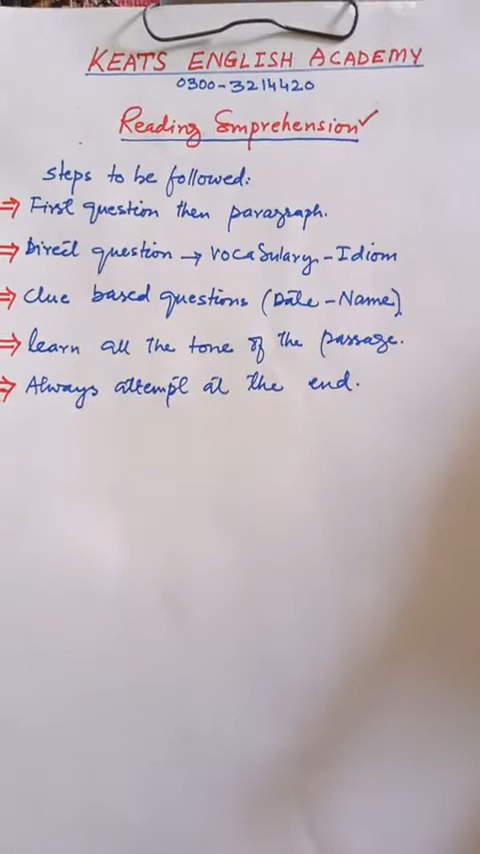 KEATS ENGLISH ACADEMY
0300-3214420
Reading Comprehension ✓
steps to be followed:
⇒ First question then paragraph.
⇒ Direct question → Vocabulary - Idiom
⇒ Clue based questions (Date - Name)
⇒ learn all the tone of the passage.
⇒ Always attempt at the end.